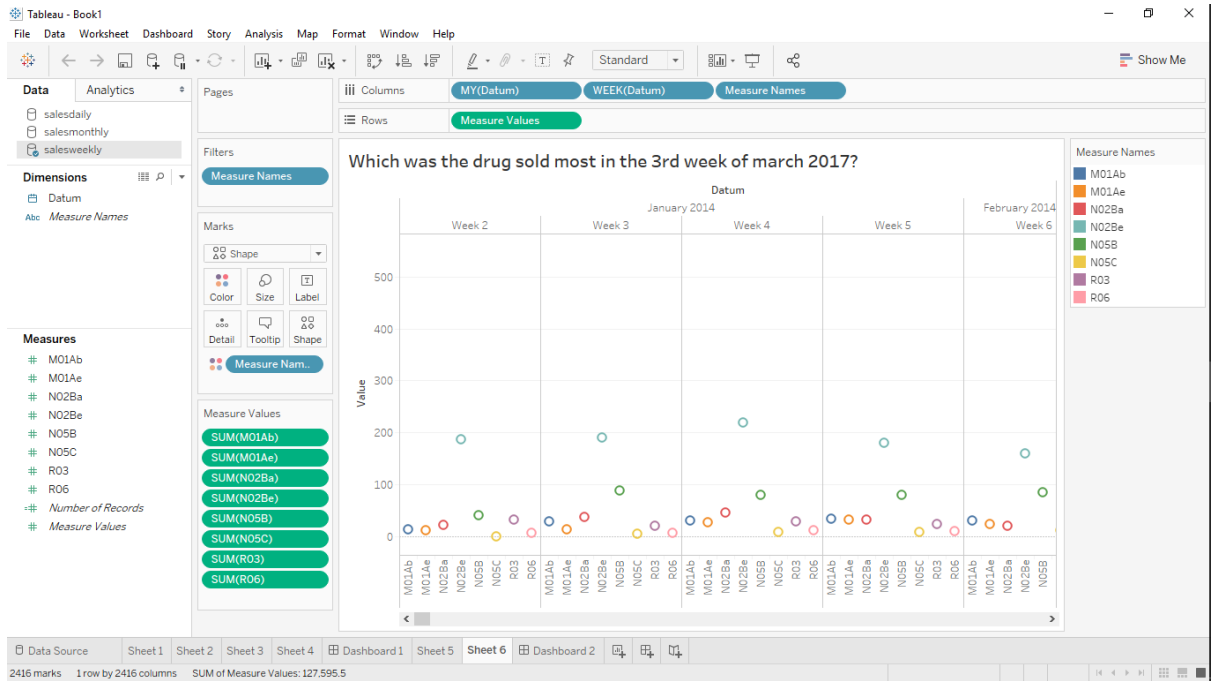 Tableau - Book1
File Data Worksheet Dashboard Story Analysis Map Format Window Help
Standard
Show Me
Data Analytics
salesdaily
salesmonthly
salesweekly
Dimensions
Datum
Abc Measure Names
Measures
# M01Ab
# M01Ae
# N02Ba
# N02Be
# N05B
# N05C
# R03
# R06
=# Number of Records
# Measure Values
Pages
Filters
Measure Names
Marks
Shape
Color Size Label
Detail Tooltip Shape
Measure Nam..
Measure Values
SUM(M01Ab)
SUM(M01Ae)
SUM(N02Ba)
SUM(N02Be)
SUM(N05B)
SUM(N05C)
SUM(R03)
SUM(R06)
iii Columns MY(Datum) WEEK(Datum) Measure Names
Rows Measure Values
Which was the drug sold most in the 3rd week of march 2017?
Datum
January 2014 February 2014
Week 2 Week 3 Week 4 Week 5 Week 6
Value
500
400
300
200
100
0
M01Ab M01Ae N02Ba N02Be N05B N05C R03 R06 M01Ab M01Ae N02Ba N02Be N05B N05C R03 R06 M01Ab M01Ae N02Ba N02Be N05B N05C R03 R06 M01Ab M01Ae N02Ba N02Be N05B N05C R03 R06 M01Ab M01Ae N02Ba N02Be N05B
Measure Names
M01Ab
M01Ae
N02Ba
N02Be
N05B
N05C
R03
R06
Data Source Sheet 1 Sheet 2 Sheet 3 Sheet 4 Dashboard 1 Sheet 5 Sheet 6 Dashboard 2
2416 marks 1 row by 2416 columns SUM of Measure Values: 127,595.5